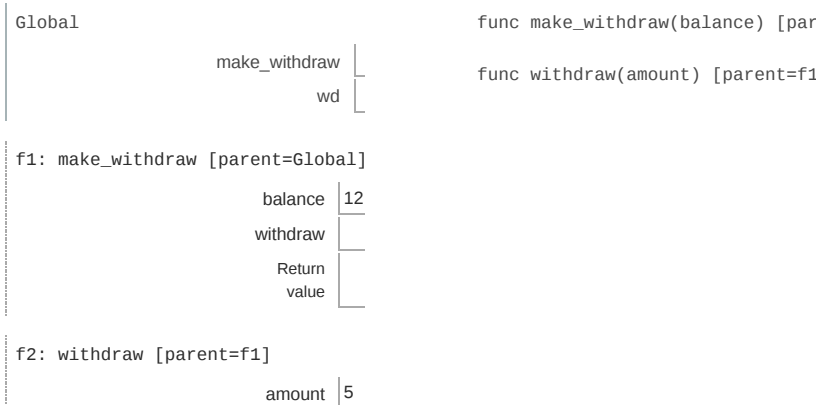 Global
make_withdraw
wd
func make_withdraw(balance) [par
func withdraw(amount) [parent=f1
f1: make_withdraw [parent=Global]
balance 12
withdraw
Return
value
f2: withdraw [parent=f1]
amount 5